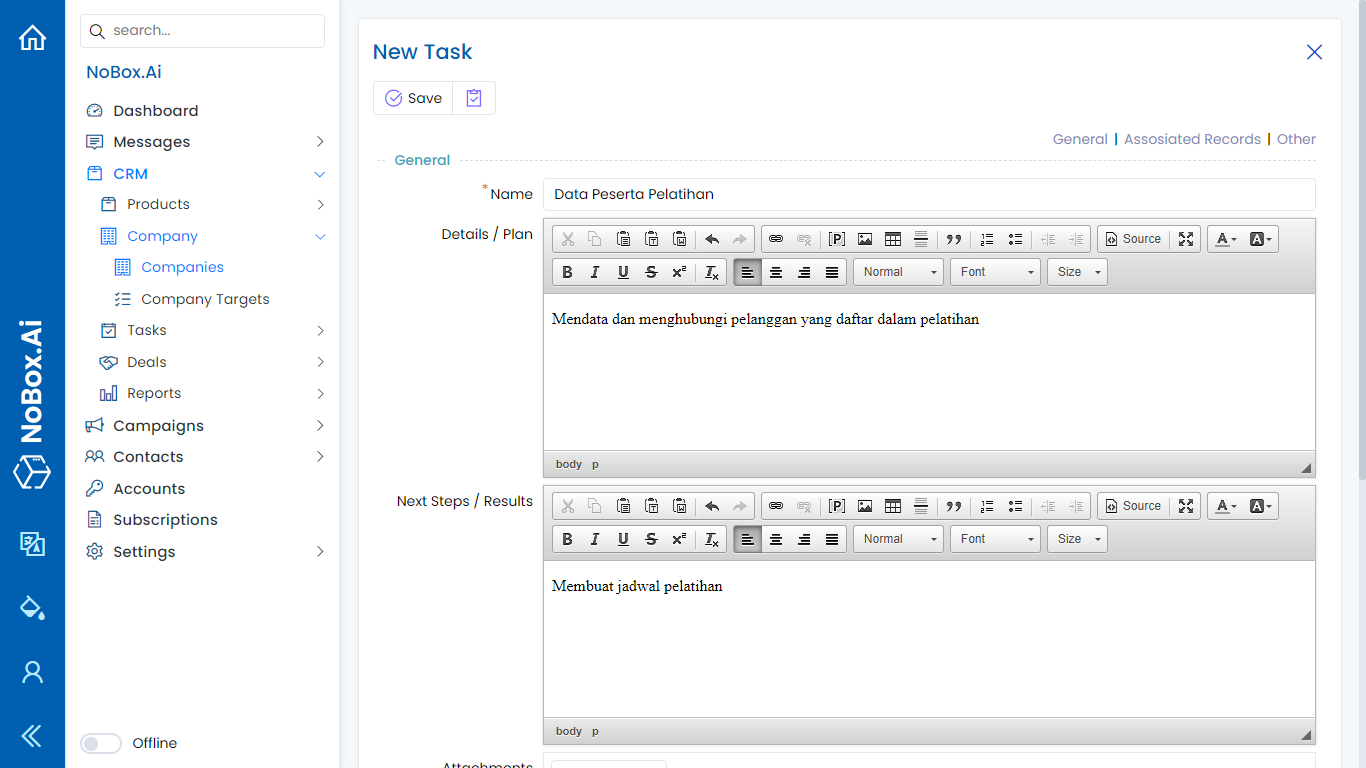 search...
NoBox.Ai
Dashboard
Messages
CRM
Products
Company
Companies
Company Targets
Tasks
Deals
Reports
Campaigns
Contacts
Accounts
Subscriptions
Settings
Offline
NoBox.Ai
New Task
Save
General | Assosiated Records | Other
General
* Name Data Peserta Pelatihan
Details / Plan
Source
Normal Font Size
Mendata dan menghubungi pelanggan yang daftar dalam pelatihan
body p
Next Steps / Results
Source
Normal Font Size
Membuat jadwal pelatihan
body p
Attachments